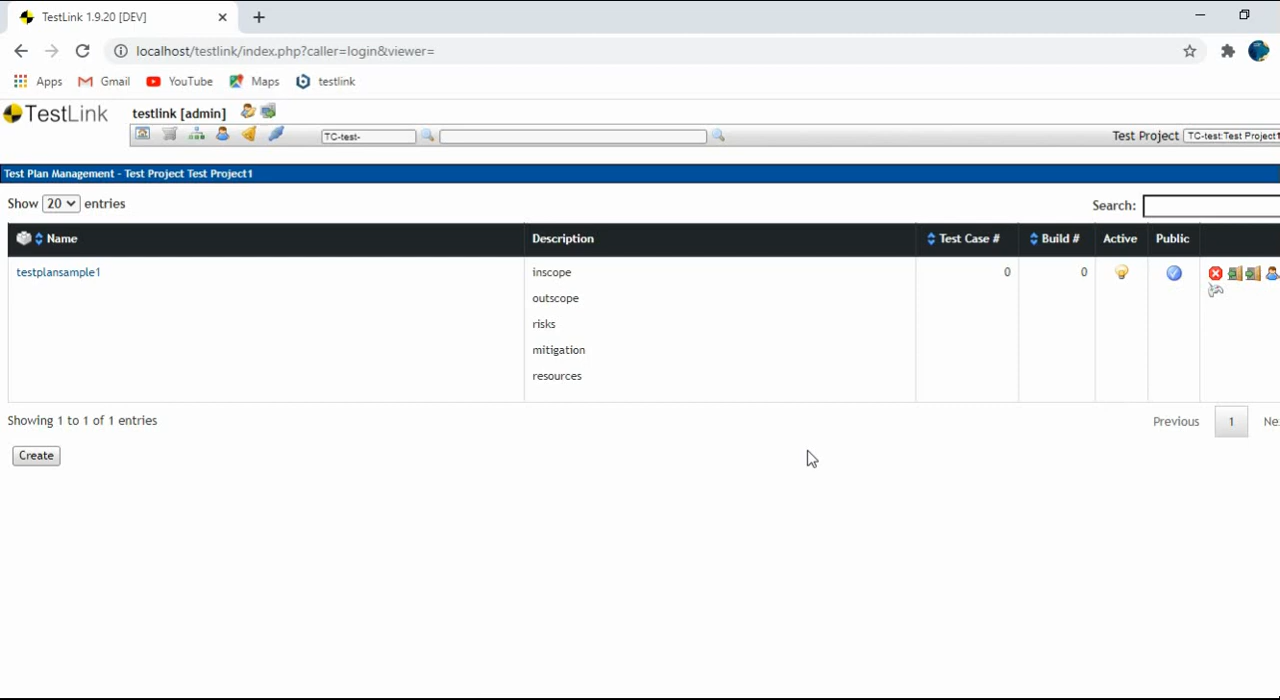 TestLink 1.9.20 [DEV]
localhost/testlink/index.php?caller=login&viewer=
Apps Gmail YouTube Maps testlink
TestLink testlink [admin]
TC-test- Test Project TC-test:Test Project1
Test Plan Management - Test Project Test Project1
Show 20 entries Search:
Name Description Test Case # Build # Active Public
testplansample1 inscope 0 0
outscope
risks
mitigation
resources
Showing 1 to 1 of 1 entries Previous 1
Create